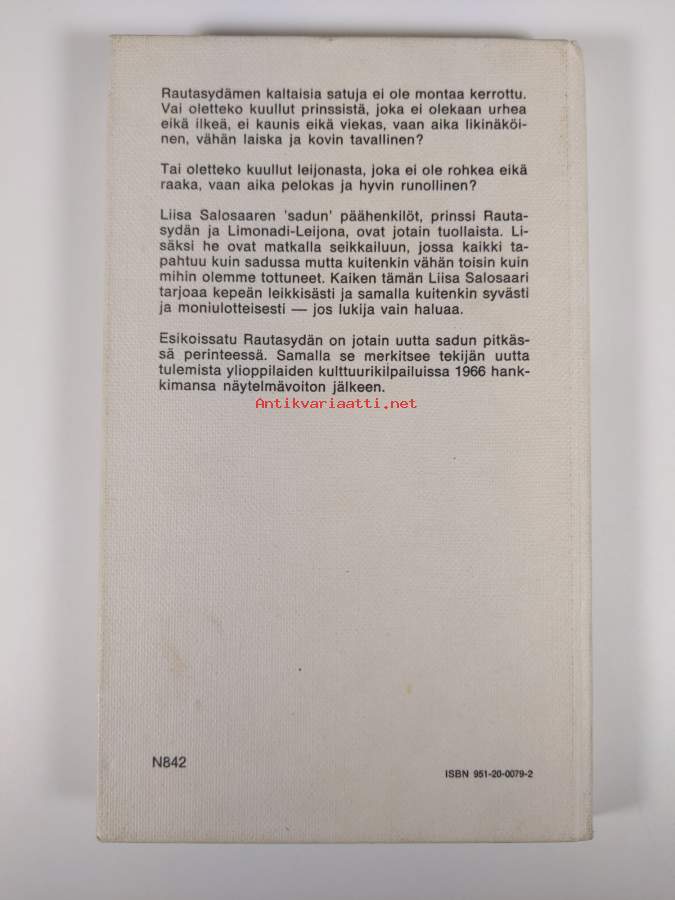 Rautasydämen kaltaisia satuja ei ole montaa kerrottu.
Vai oletteko kuullut prinssistä, joka ei olekaan urhea
eikä ilkeä, ei kaunis eikä viekas, vaan aika likinäköi-
nen, vähän laiska ja kovin tavallinen?
Tai oletteko kuullut leijonasta, joka ei ole rohkea eikä
raaka, vaan aika pelokas ja hyvin runollinen?
Liisa Salosaaren 'sadun' päähenkilöt, prinssi Rauta-
sydän ja Limonadi-Leijona, ovat jotain tuollaista. Li-
säksi he ovat matkalla seikkailuun, jossa kaikki ta-
pahtuu kuin sadussa mutta kuitenkin vähän toisin kuin
mihin olemme tottuneet. Kaiken tämän Liisa Salosaari
tarjoaa kepeän leikkisästi ja samalla kuitenkin syvästi
ja moniulotteisesti — jos lukija vain haluaa.
Esikoissatu Rautasydän on jotain uutta sadun pitkäs-
sä perinteessä. Samalla se merkitsee tekijän uutta
tulemista ylioppilaiden kulttuurikilpailuissa 1966 hank-
kimansa näytelmävoiton jälkeen.
Antikvariaatti.net
N842
ISBN 951-20-0079-2